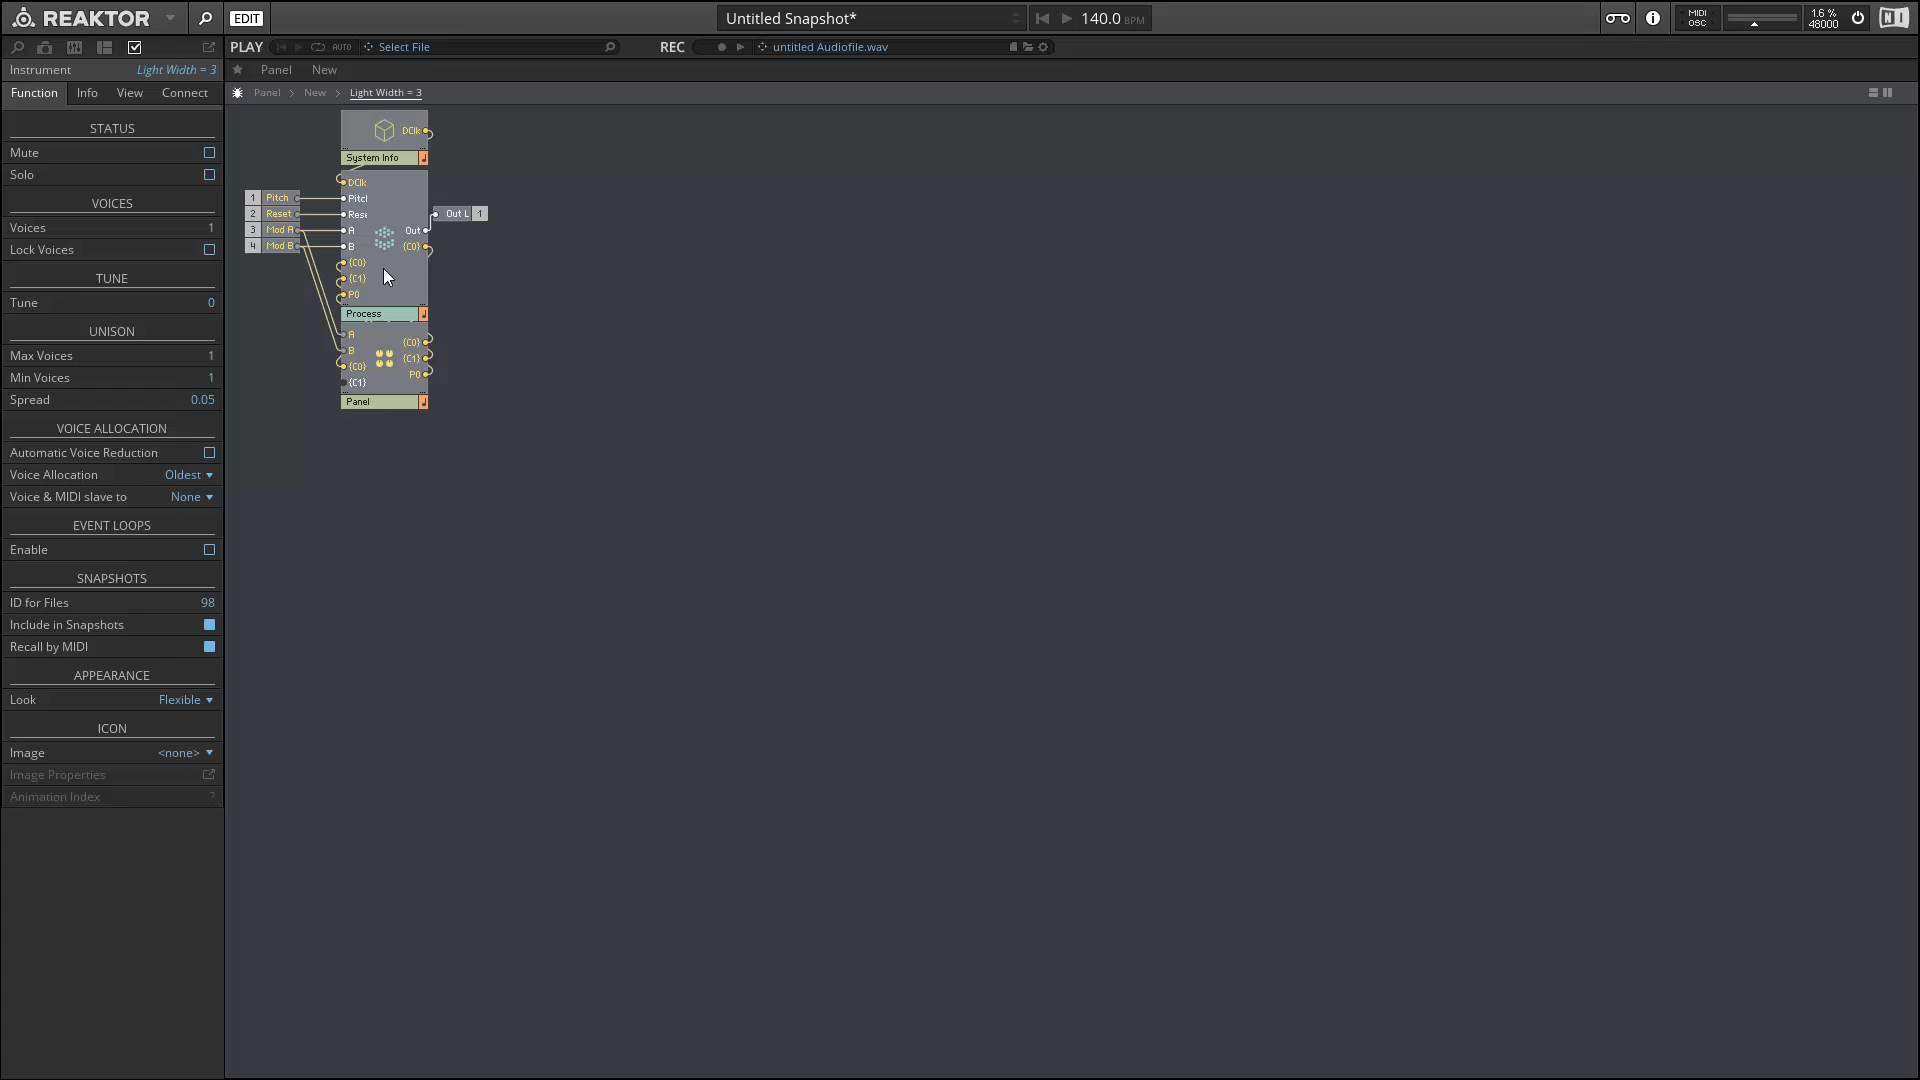 REAKTOR EDIT Untitled Snapshot* 140.0 BPM MIDI OSC 1.6 % 48000 NI
PLAY AUTO Select File REC untitled Audiofile.wav
Instrument Light Width = 3 Panel New
Function Info View Connect Panel > New > Light Width = 3
STATUS
Mute
Solo
VOICES
Voices 1
Lock Voices
TUNE
Tune 0
UNISON
Max Voices 1
Min Voices 1
Spread 0.05
VOICE ALLOCATION
Automatic Voice Reduction
Voice Allocation Oldest
Voice & MIDI slave to None
EVENT LOOPS
Enable
SNAPSHOTS
ID for Files 98
Include in Snapshots
Recall by MIDI
APPEARANCE
Look Flexible
ICON
Image <none>
Image Properties
Animation Index ?
DClk
System Info
DClk
1 Pitch Pitcl
2 Reset Rese Out L 1
3 Mod A A Out
4 Mod B B {C0}
{C0}
{C1}
P0
Process
A
{C0}
B
{C1}
{C0}
P0
{C1}
Panel